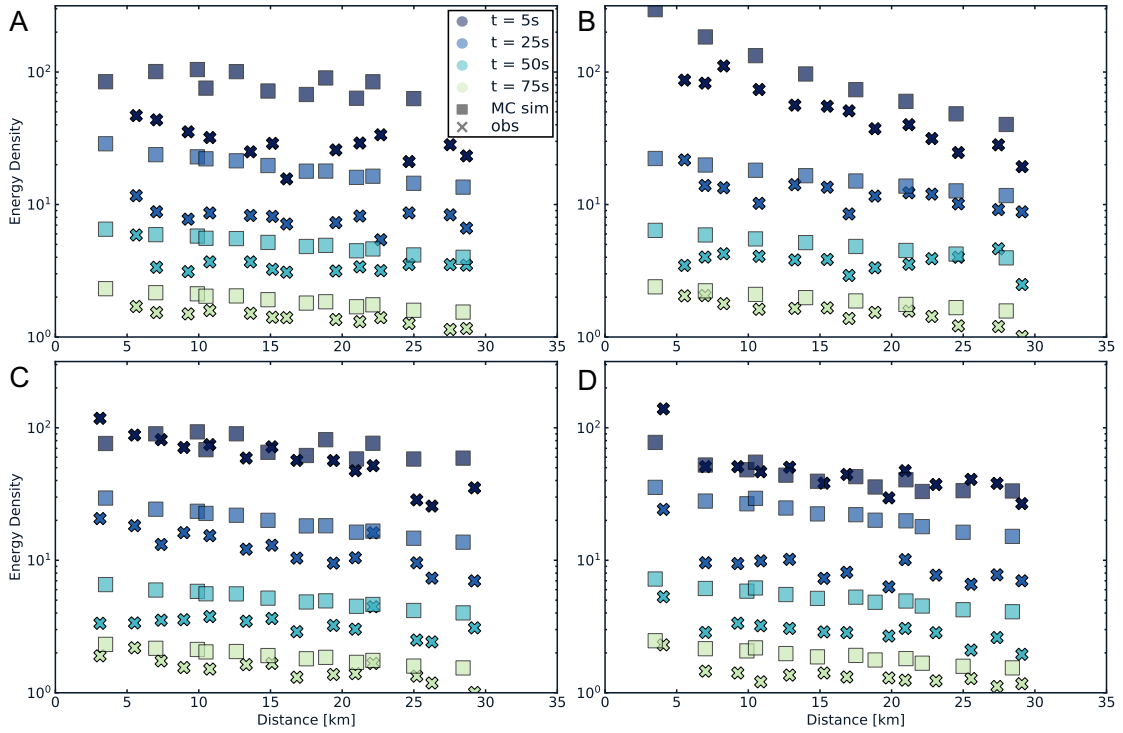 A
t = 5s
t = 25s
t = 50s
t = 75s
MC sim
obs
Energy Density
10²
10¹
10⁰
0 5 10 15 20 25 30 35
B
10²
10¹
10⁰
0 5 10 15 20 25 30 35
C
Energy Density
10²
10¹
10⁰
0 5 10 15 20 25 30 35
Distance [km]
D
10²
10¹
10⁰
0 5 10 15 20 25 30 35
Distance [km]